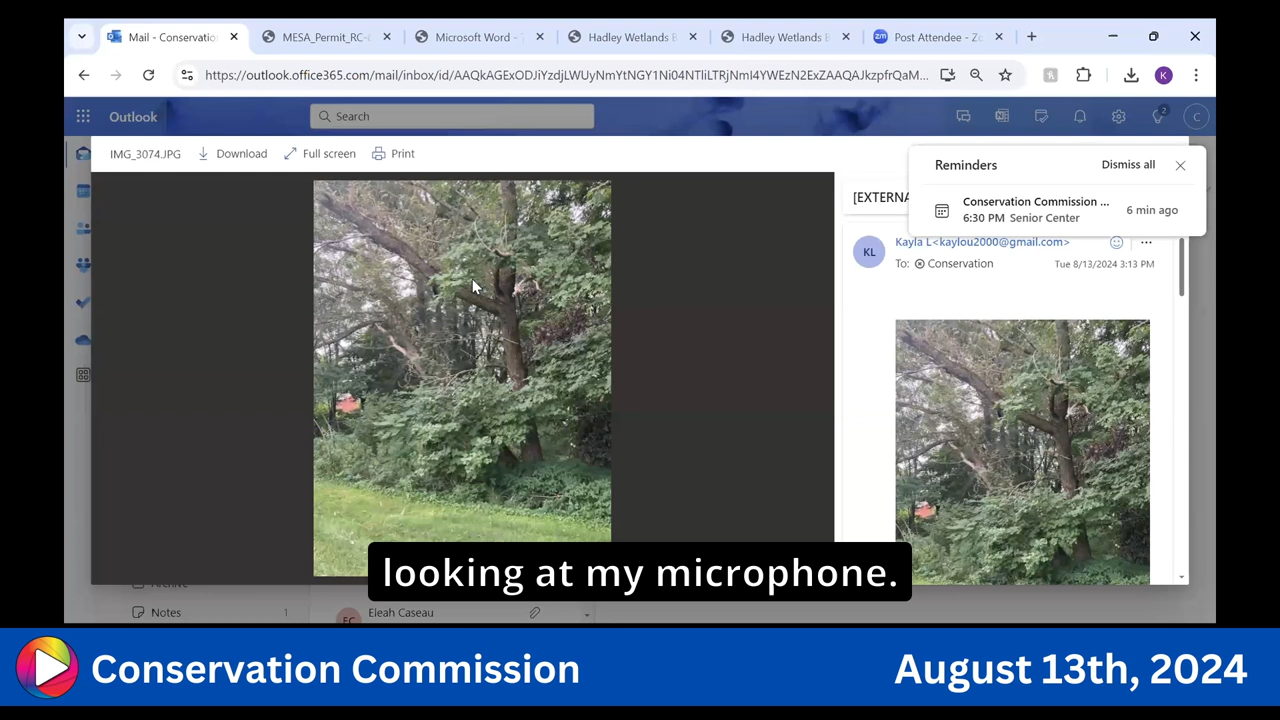 Mail - Conservatio
MESA_Permit_RC-
Microsoft Word -
Hadley Wetlands B
Hadley Wetlands B
zm
Post Attendee - Z
https://outlook.office365.com/mail/inbox/id/
K
Outlook
Search
2
C
IMG_3074.JPG
Download
Full screen
Print
Reminders
Dismiss all
Conservation Commission ...
6 min ago
6:30 PM Senior Center
[EXTERNA
KL
Kayla L<kaylou2000@gmail.com>
To: Conservation
Tue 8/13/2024 3:13 PM
looking at my microphone.
Notes
1
Eleah Caseau
Conservation Commission
August 13th, 2024